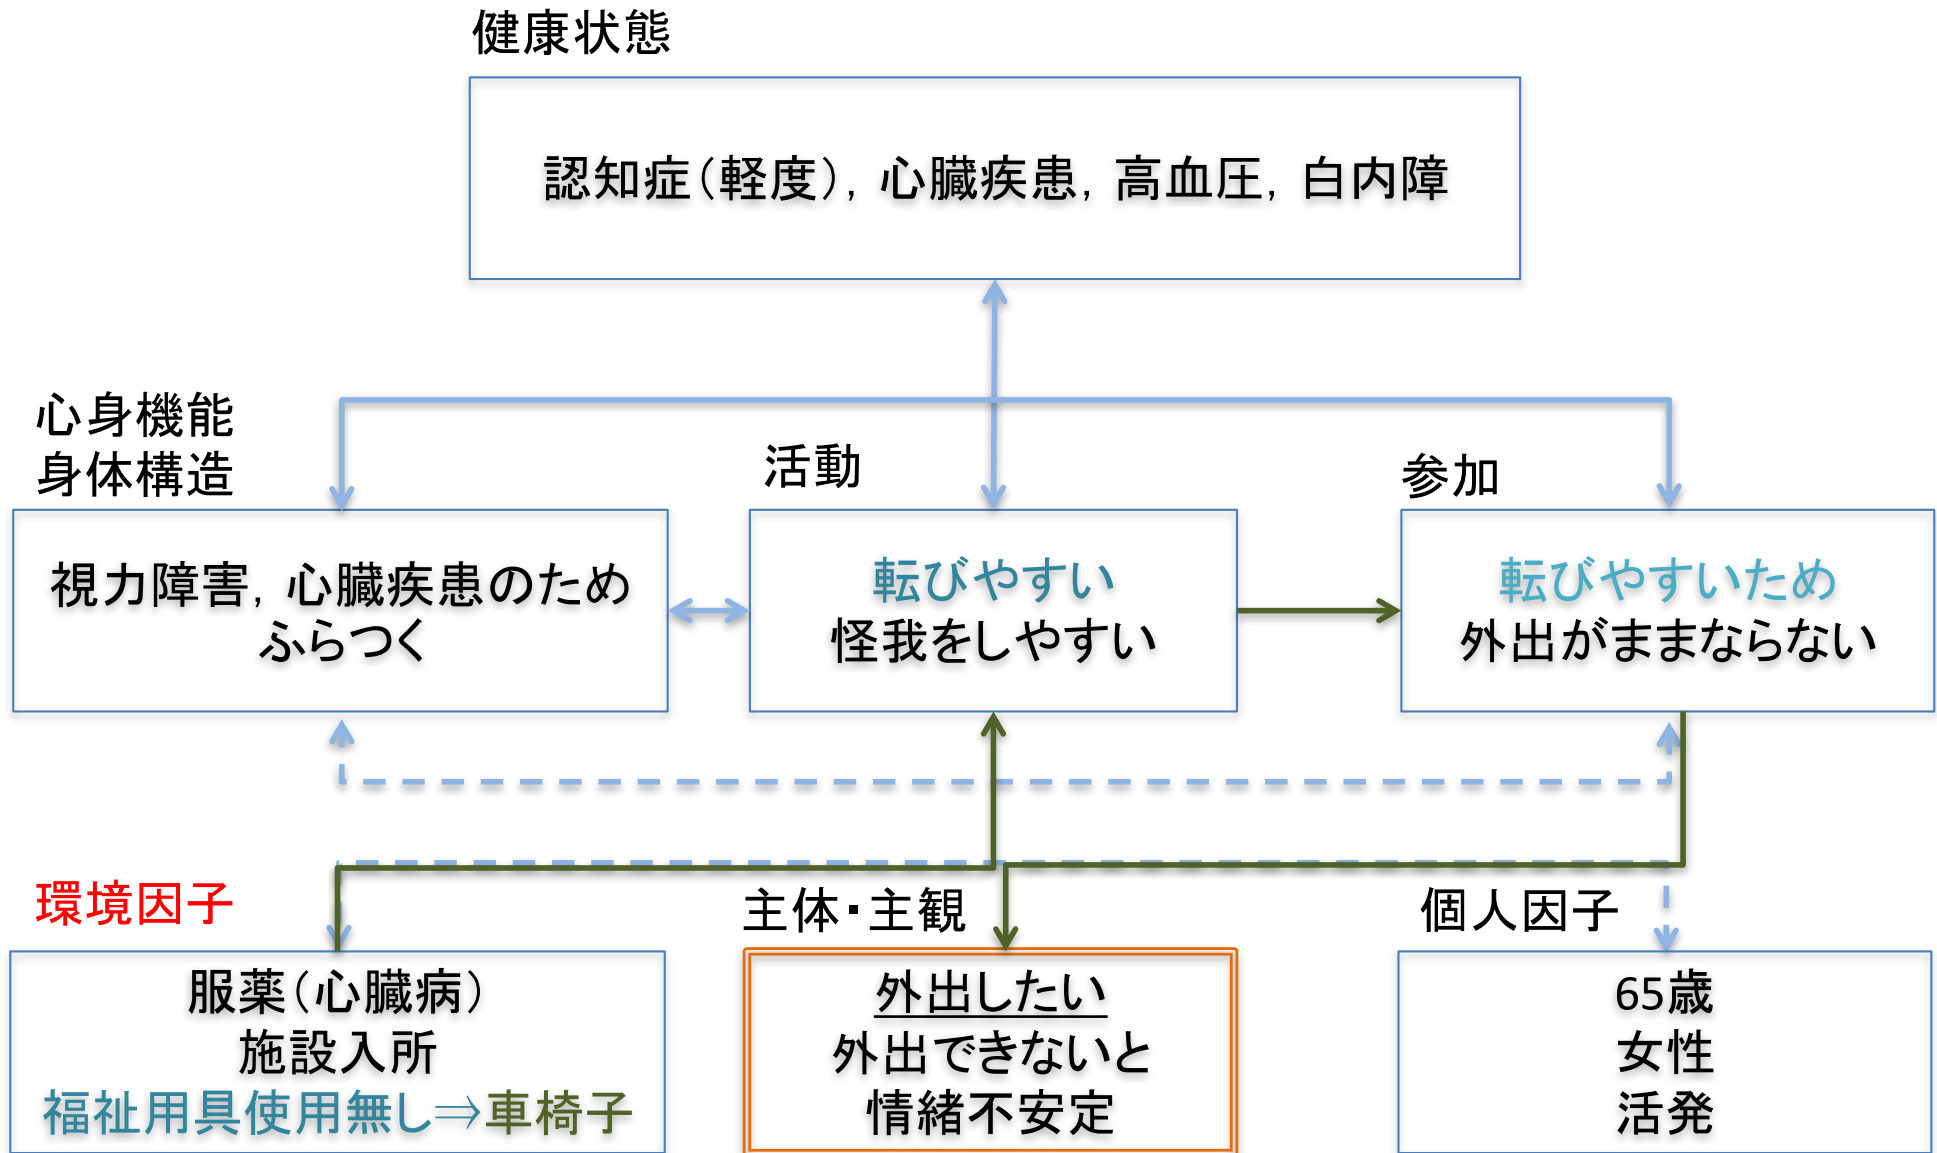 健康状態
認知症（軽度），心臓疾患，高血圧，白内障
心身機能
身体構造
視力障害，心臓疾患のため
ふらつく
活動
転びやすい
怪我をしやすい
参加
転びやすいため
外出がままならない
環境因子
服薬（心臓病）
施設入所
福祉用具使用無し⇒車椅子
主体・主観
外出したい
外出できないと
情緒不安定
個人因子
65歳
女性
活発